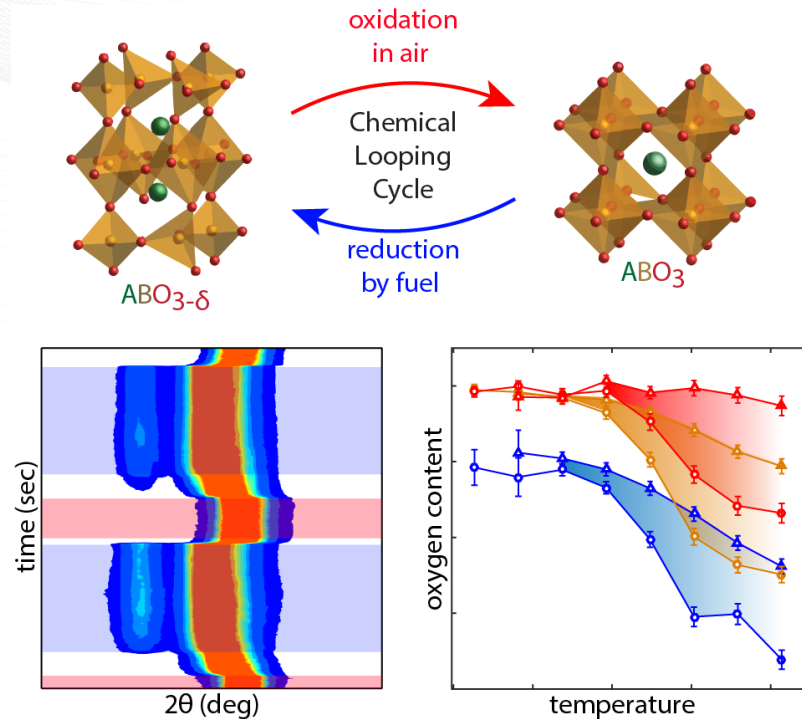 oxidation
in air
Chemical
Looping
Cycle
reduction
by fuel
ABO3-δ
ABO3
time (sec)
2θ (deg)
oxygen content
temperature